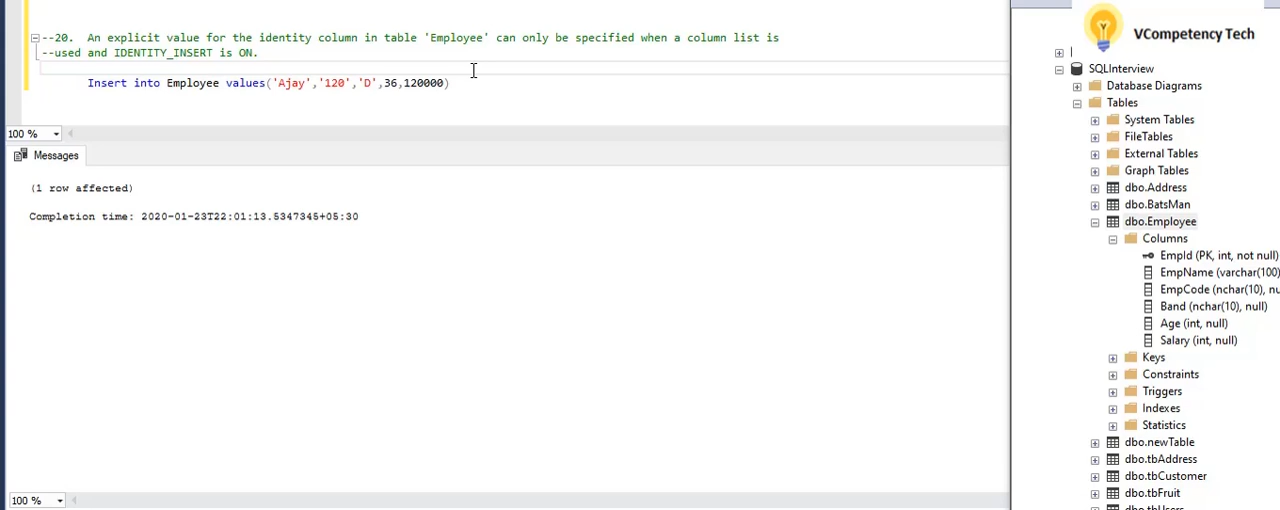 --20.  An explicit value for the identity column in table 'Employee' can only be specified when a column list is
--used and IDENTITY_INSERT is ON.
Insert into Employee values('Ajay','120','D',36,120000)
100 %
Messages
(1 row affected)
Completion time: 2020-01-23T22:01:13.5347345+05:30
100 %
VCompetency Tech
SQLInterview
Database Diagrams
Tables
System Tables
FileTables
External Tables
Graph Tables
dbo.Address
dbo.BatsMan
dbo.Employee
Columns
EmpId (PK, int, not null)
EmpName (varchar(100)
EmpCode (nchar(10), nu
Band (nchar(10), null)
Age (int, null)
Salary (int, null)
Keys
Constraints
Triggers
Indexes
Statistics
dbo.newTable
dbo.tbAddress
dbo.tbCustomer
dbo.tbFruit